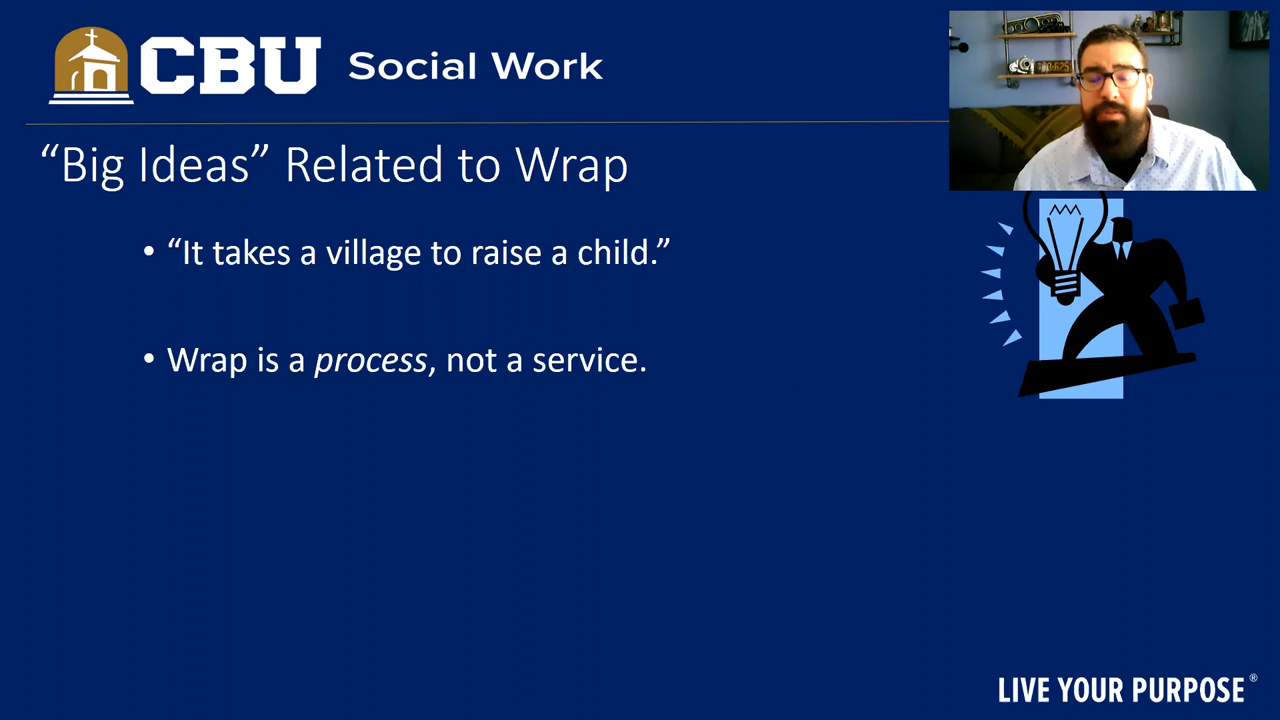 CBU Social Work
“Big Ideas” Related to Wrap
• “It takes a village to raise a child.”
• Wrap is a process, not a service.
LIVE YOUR PURPOSE®